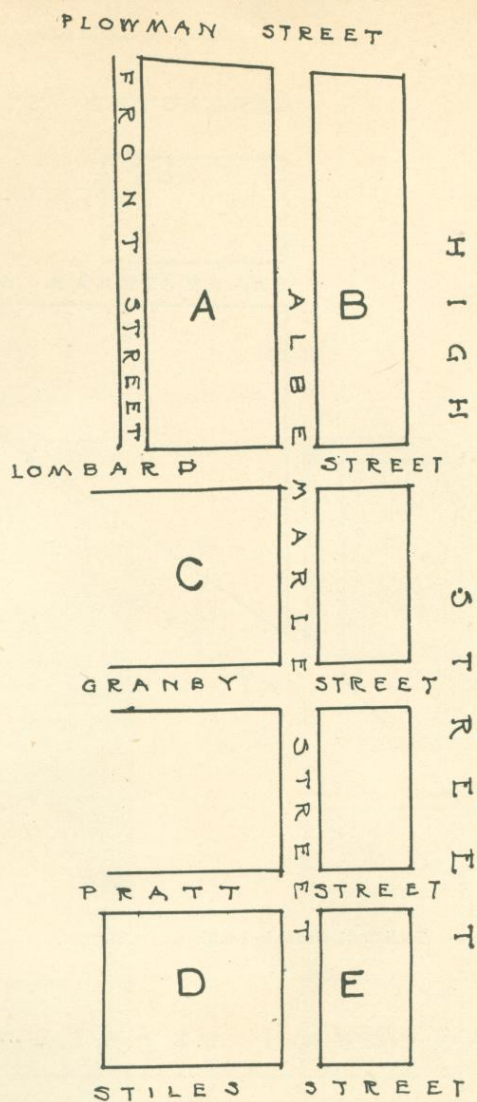 PLOWMAN STREET
FRONT STREET
A
ALBEMARLE STREET
B
HIGH STREET
LOMBARD STREET
C
GRANBY STREET
PRATT STREET
D
E
STILES STREET